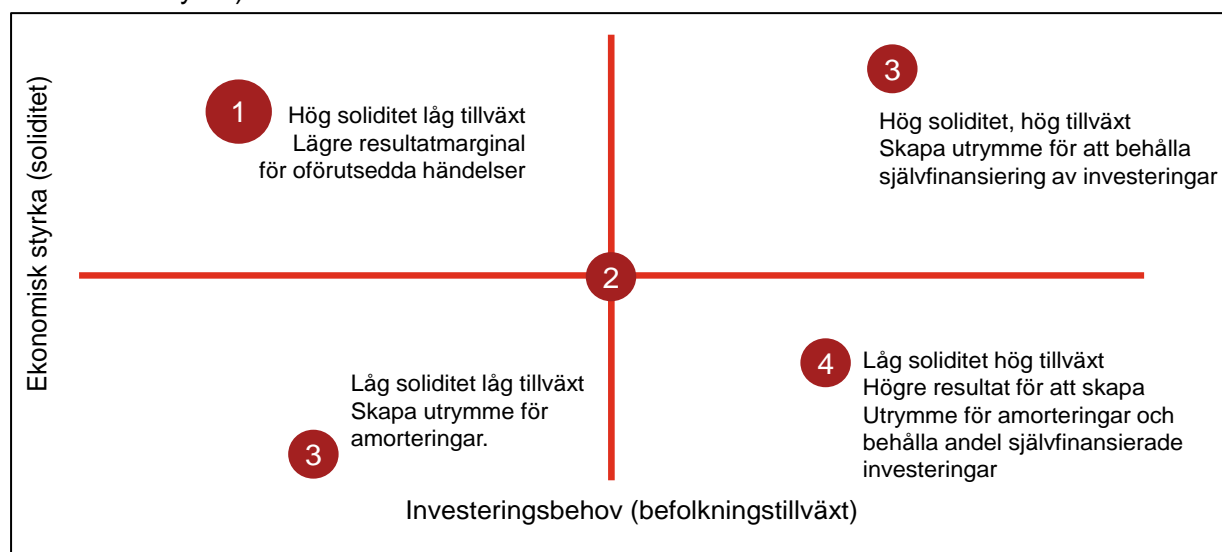 Ekonomisk styrka (soliditet)
1
Hög soliditet låg tillväxt
Lägre resultatmarginal
för oförutsedda händelser
3
Hög soliditet, hög tillväxt
Skapa utrymme för att behålla
självfinansiering av investeringar
2
Låg soliditet låg tillväxt
Skapa utrymme för
amorteringar.
3
4
Låg soliditet hög tillväxt
Högre resultat för att skapa
Utrymme för amorteringar och
behålla andel självfinansierade
investeringar
Investeringsbehov (befolkningstillväxt)